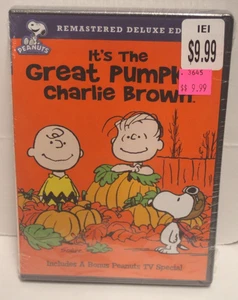 REMASTERED DELUXE ED
IEI
$9.99
PEANUTS
7645
$$ 9.99
It's The
Great Pumpk
Charlie Brown
Includes A Bonus Peanuts TV Special